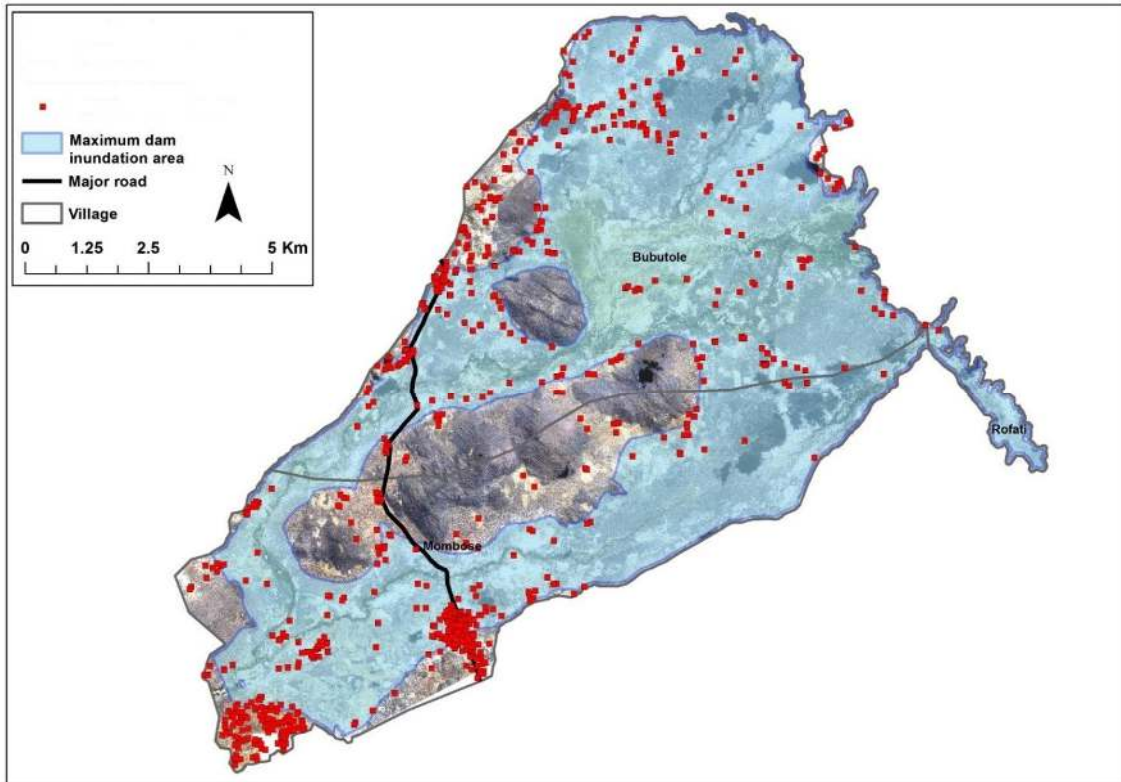 Maximum dam
inundation area
Major road
Village
N
0 1.25 2.5 5 Km
Bubutole
Rofati
Mombose